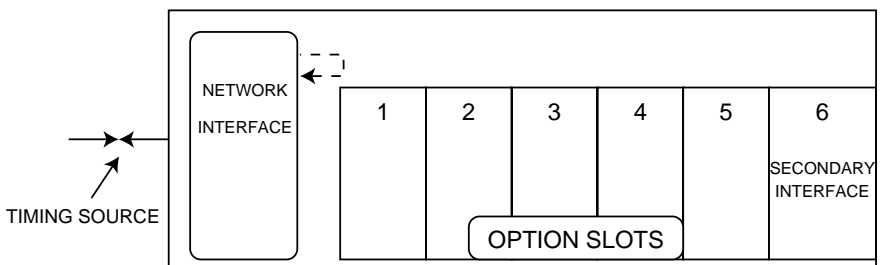 NETWORK
INTERFACE
1 2 3 4 5 6
SECONDARY
INTERFACE
TIMING SOURCE
OPTION SLOTS